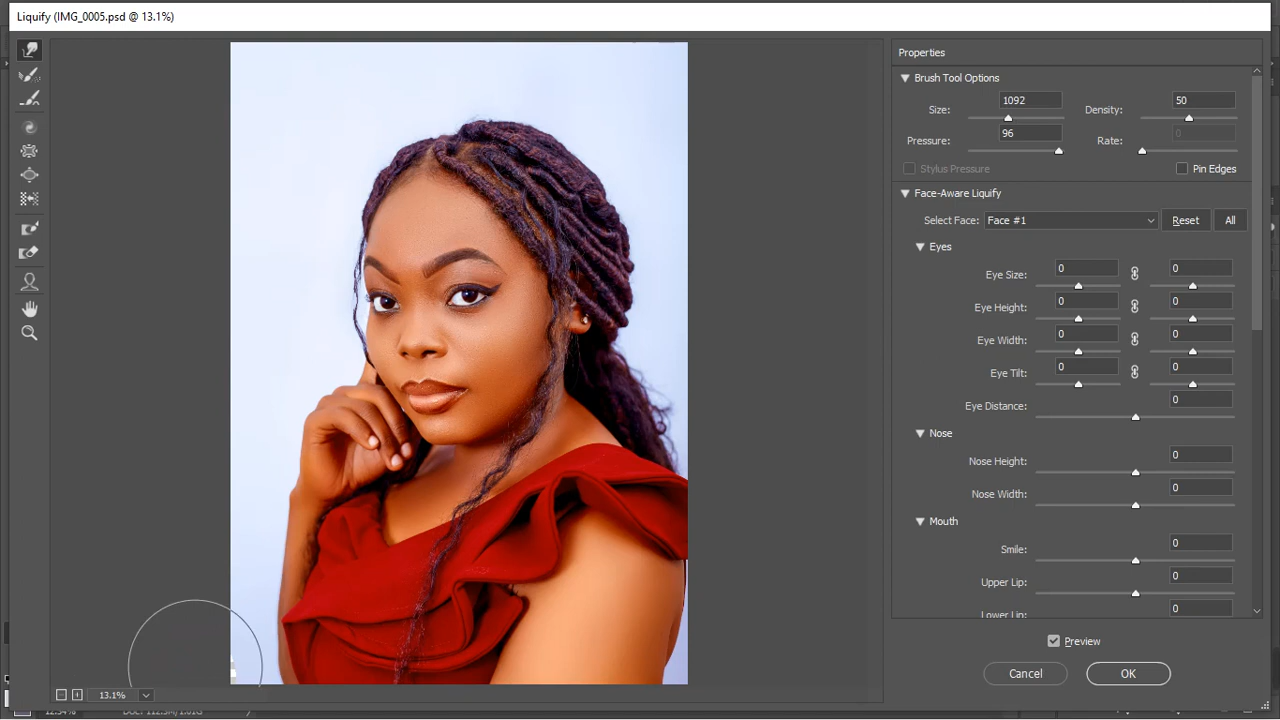 Liquify (IMG_0005.psd @ 13.1%)
Properties
Brush Tool Options
Size: 1092 Density: 50
Pressure: 96 Rate: 0
Stylus Pressure Pin Edges
Face-Aware Liquify
Select Face: Face #1 Reset All
Eyes
Eye Size: 0 0
Eye Height: 0 0
Eye Width: 0 0
Eye Tilt: 0 0
Eye Distance: 0
Nose
Nose Height: 0
Nose Width: 0
Mouth
Smile: 0
Upper Lip: 0
Lower Lip: 0
Preview
Cancel OK
13.1%